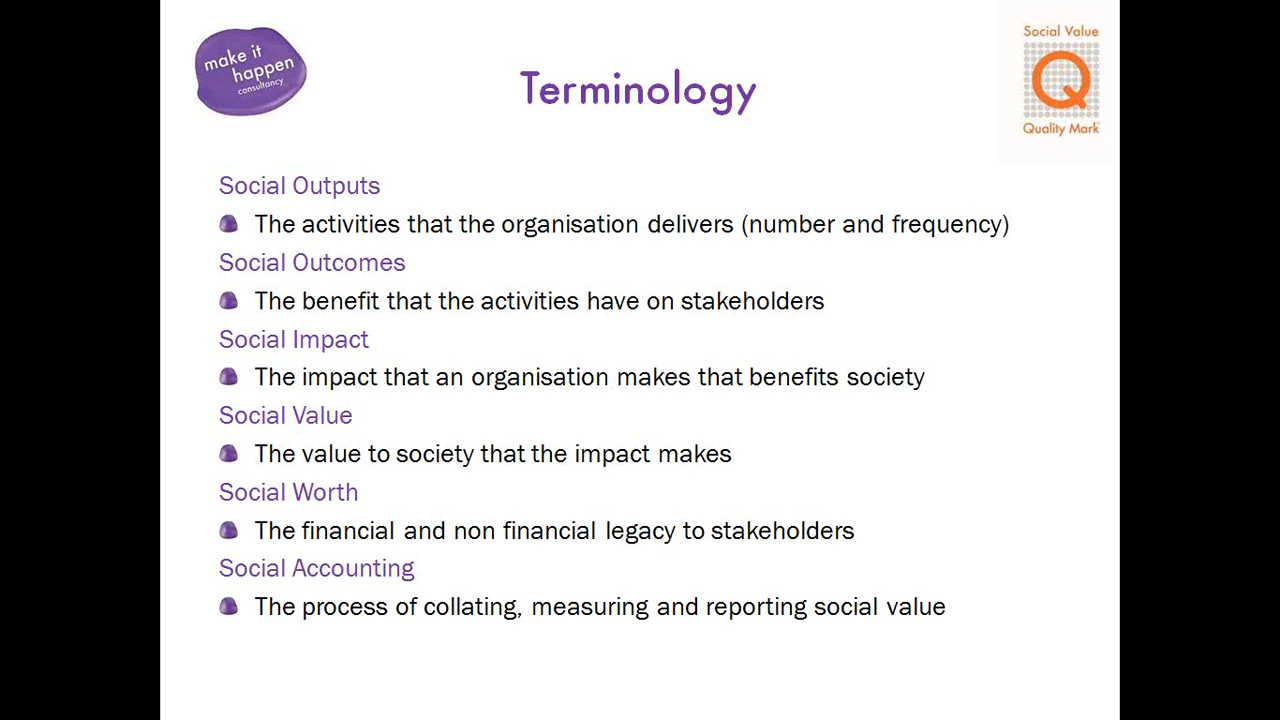 make it
happen
consultancy
Terminology
Social Value
Q
Quality Mark™
Social Outputs
The activities that the organisation delivers (number and frequency)
Social Outcomes
The benefit that the activities have on stakeholders
Social Impact
The impact that an organisation makes that benefits society
Social Value
The value to society that the impact makes
Social Worth
The financial and non financial legacy to stakeholders
Social Accounting
The process of collating, measuring and reporting social value